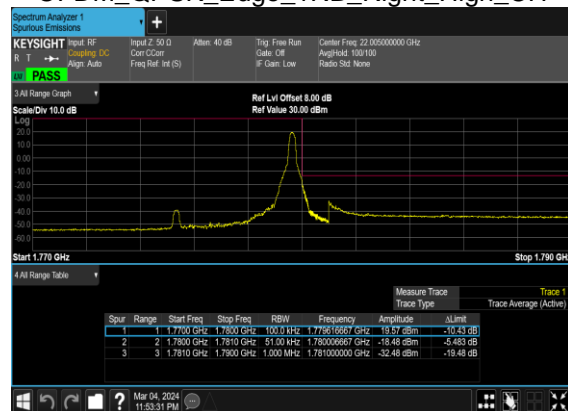 Spectrum Analyzer 1
Spurious Emissions
+
KEYSIGHT Input: RF Input Z: 50 Ω Atten: 40 dB Trig: Free Run Center Freq: 22.005000000 GHz
R T Coupling: DC Corr CCorr Gate: Off Avg|Hold: 100/100
Align: Auto Freq Ref: Int (S) IF Gain: Low Radio Std: None
LU PASS
3 All Range Graph
Ref Lvl Offset 8.00 dB
Scale/Div 10.0 dB Ref Value 30.00 dBm
Log
20.0
10.0
0.00
-10.0
-20.0
-30.0
-40.0
-50.0
-60.0
Start 1.770 GHz Stop 1.790 GH
4 All Range Table
Measure Trace Trace 1
Trace Type Trace Average (Active)
Spur Range Start Freq Stop Freq RBW Frequency Amplitude ΔLimit
1 1 1.7700 GHz 1.7800 GHz 100.0 kHz 1.779616667 GHz 19.57 dBm -10.43 dB
2 2 1.7800 GHz 1.7810 GHz 51.00 kHz 1.780006667 GHz -18.48 dBm -5.483 dB
3 3 1.7810 GHz 1.7900 GHz 1.000 MHz 1.781000000 GHz -32.48 dBm -19.48 dB
? Mar 04, 2024
11:53:31 PM